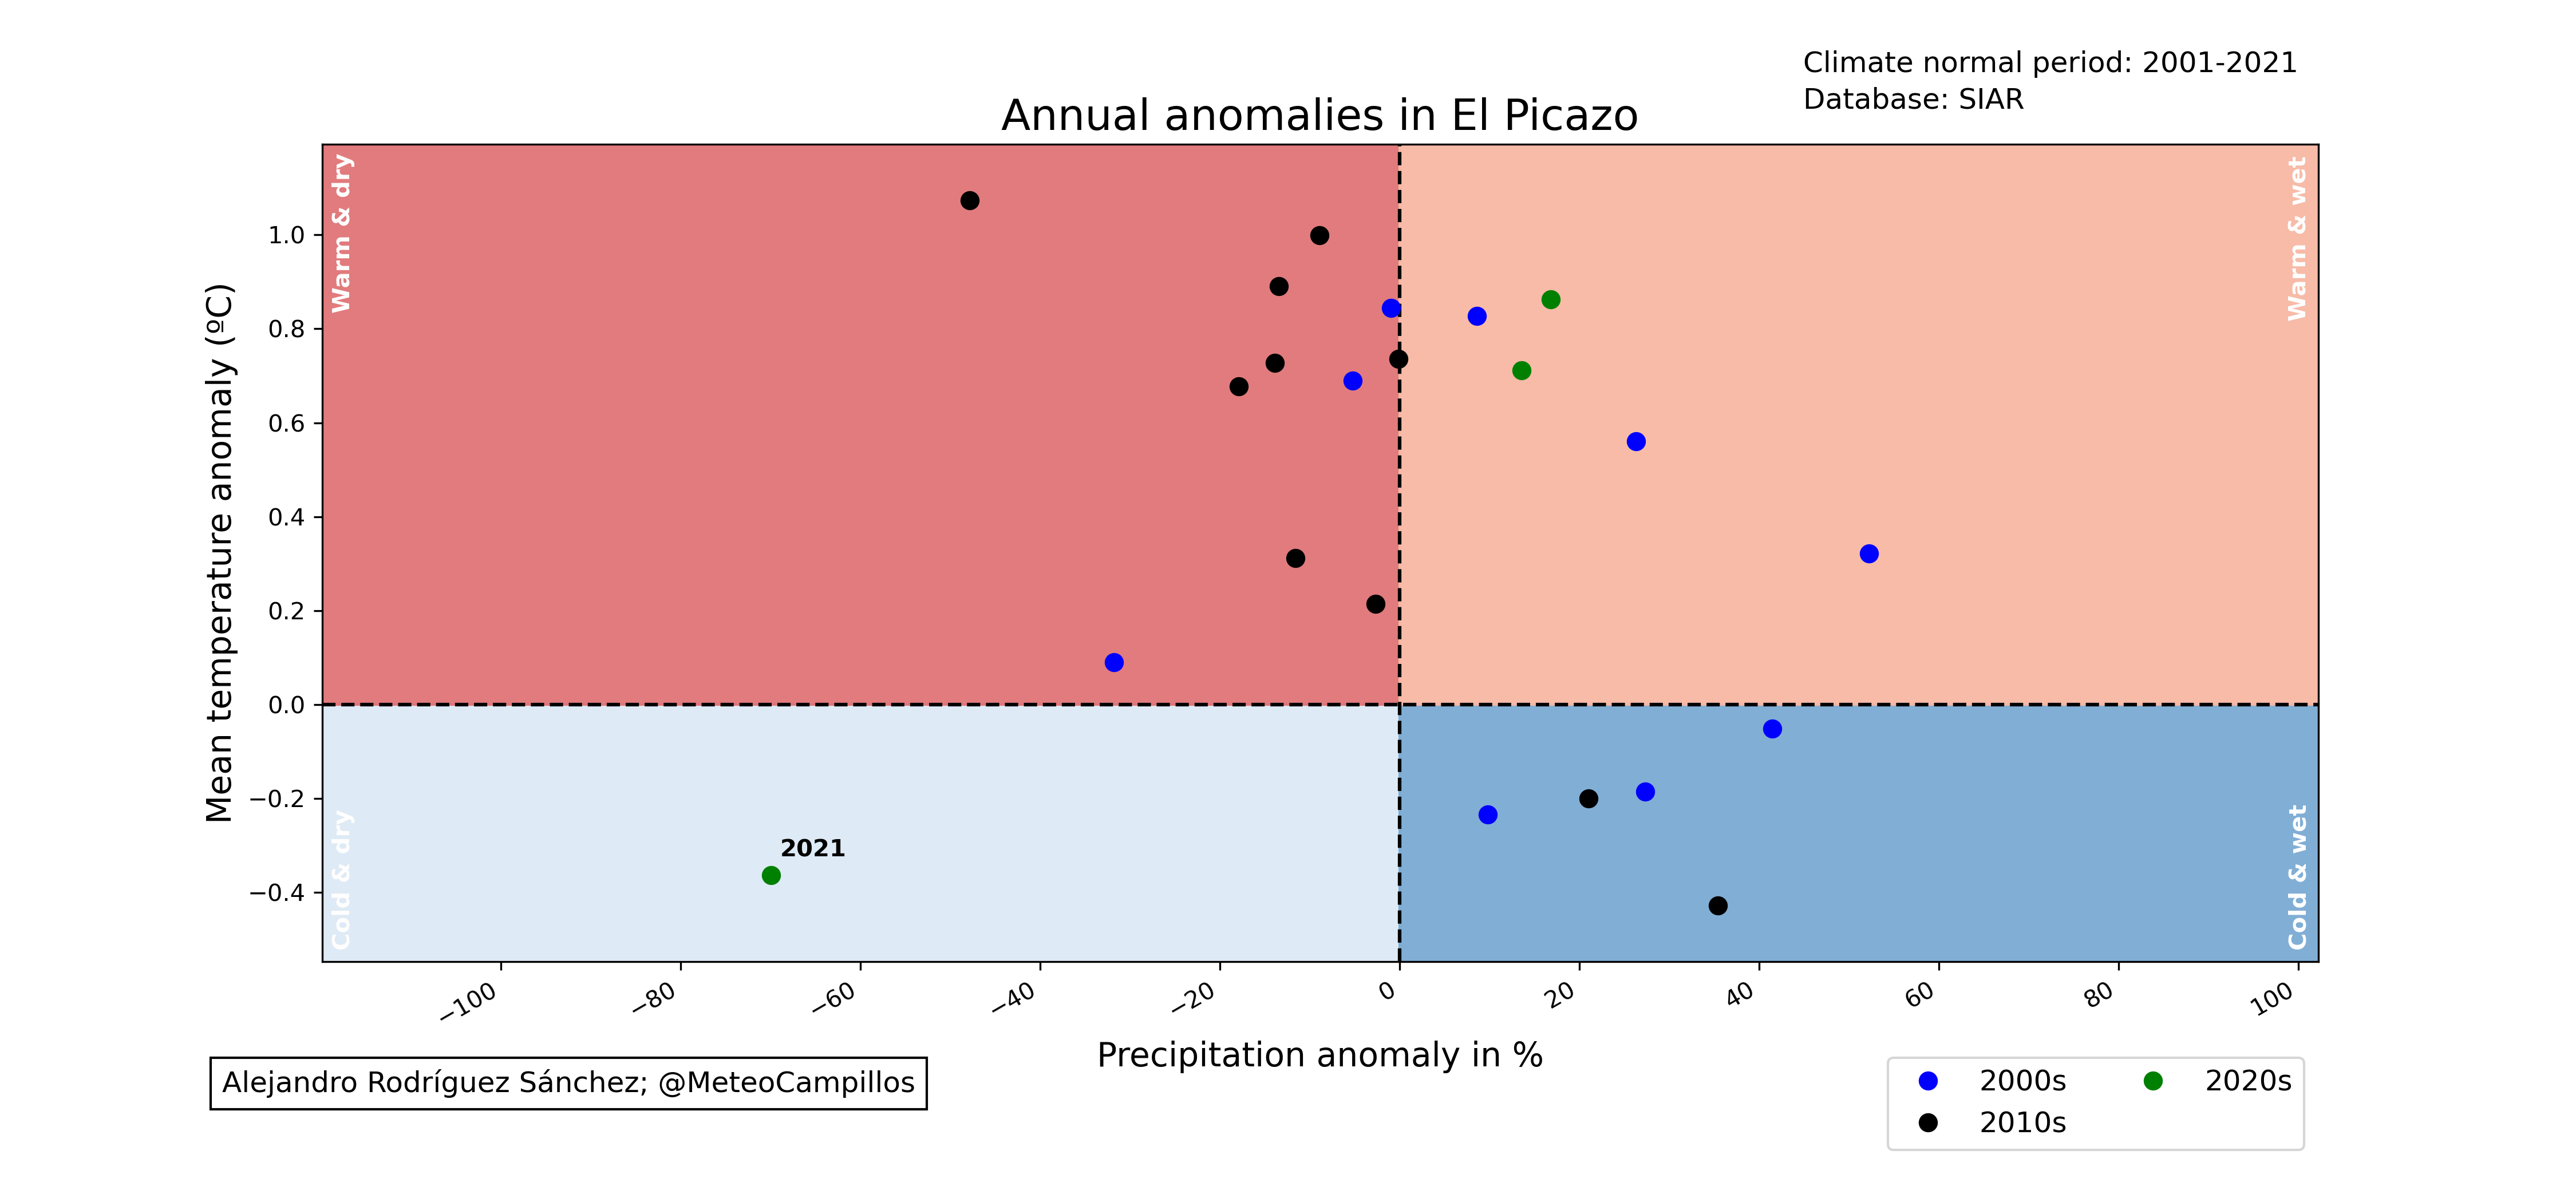 Climate normal period: 2001-2021
Database: SIAR
Annual anomalies in El Picazo
Warm & dry
Warm & wet
Mean temperature anomaly (ºC)
1.0
0.8
0.6
0.4
0.2
0.0
−0.2
−0.4
2021
Cold & dry
Cold & wet
−100
−80
−60
−40
−20
0
20
40
60
80
100
Precipitation anomaly in %
Alejandro Rodríguez Sánchez; @MeteoCampillos
2000s
2010s
2020s